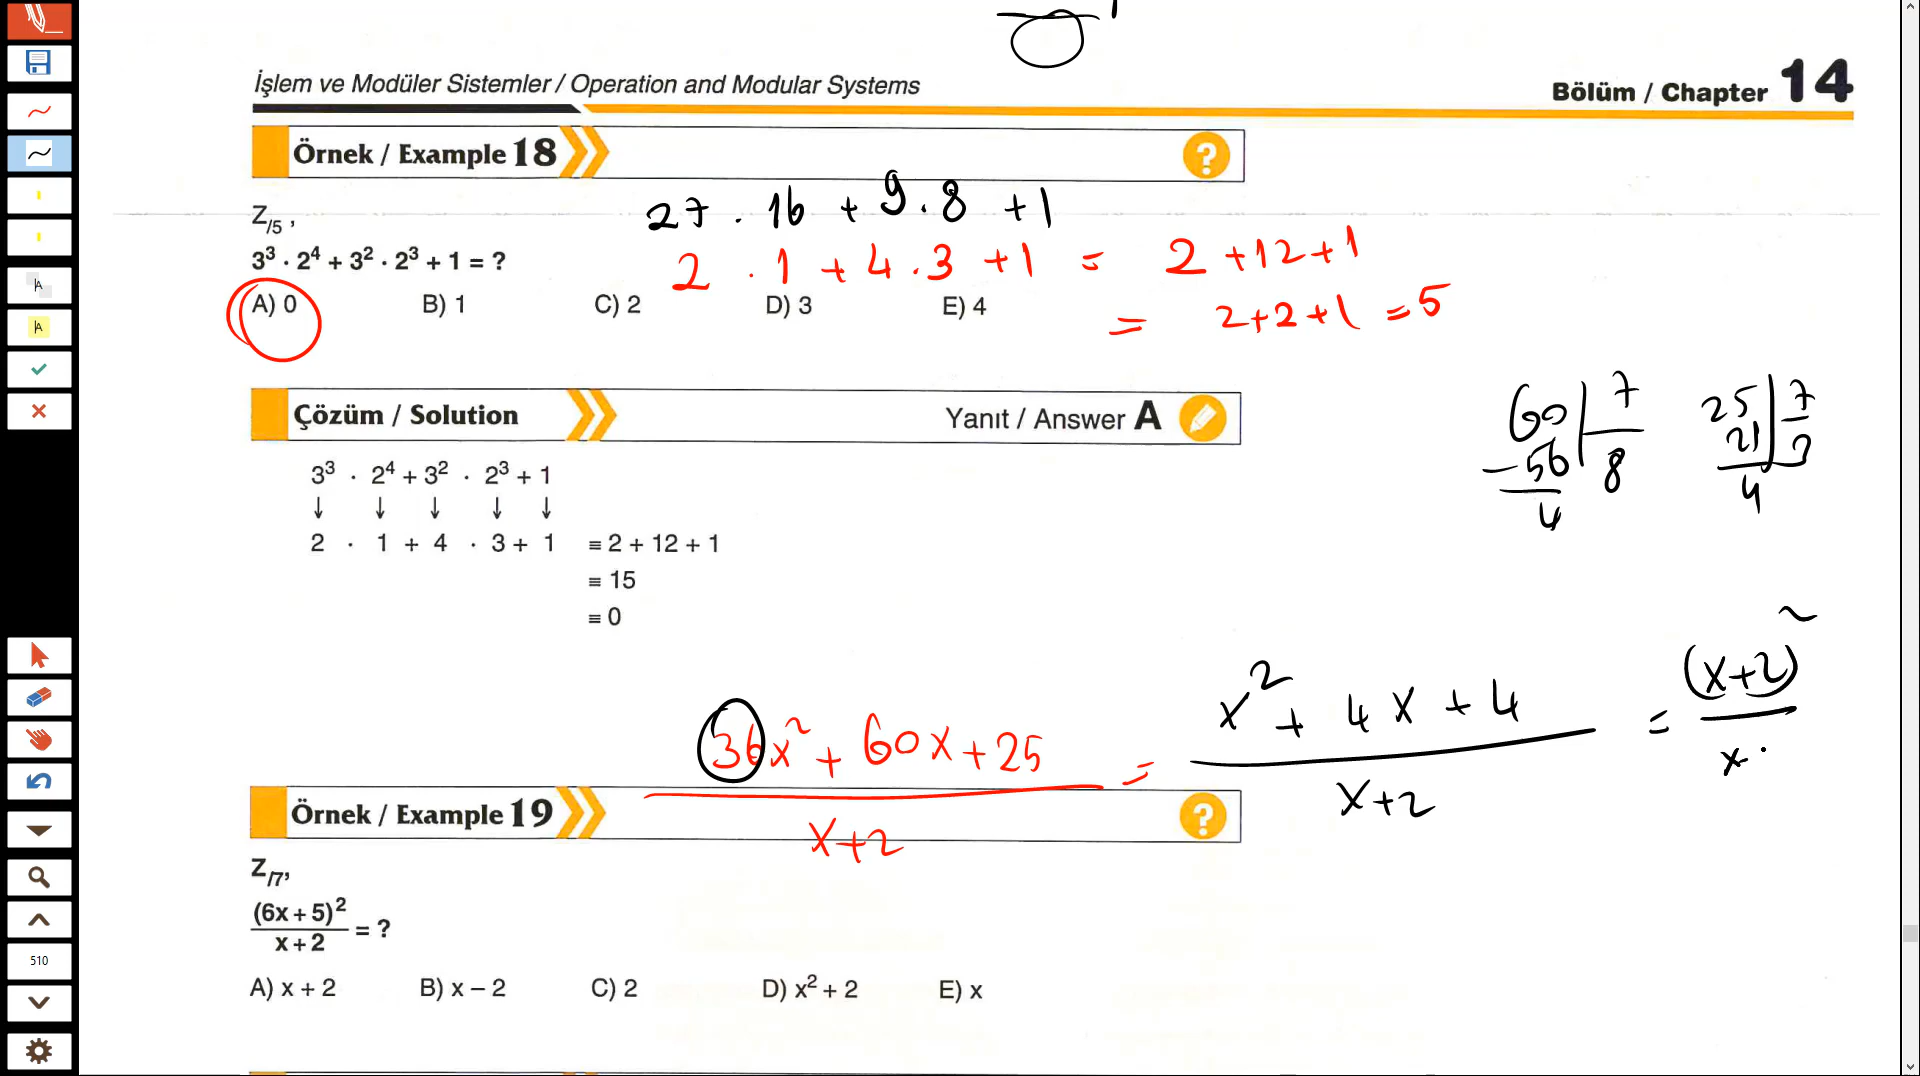 İşlem ve Modüler Sistemler / Operation and Modular Systems
Bölüm / Chapter 14
Örnek / Example 18
?
27 · 16 + 9 · 8 + 1
Z/5 ,
3³ · 2⁴ + 3² · 2³ + 1 = ?
2 · 1 + 4 · 3 + 1 = 2 + 12 + 1
A) 0 B) 1 C) 2 D) 3 E) 4
= 2 + 2 + 1 = 5
Çözüm / Solution
Yanıt / Answer A
60 7
-56 8
4
25 7
21 3
4
3³ · 2⁴ + 3² · 2³ + 1
↓ ↓ ↓ ↓ ↓
2 · 1 + 4 · 3 + 1 ≡ 2 + 12 + 1
≡ 15
≡ 0
36x² + 60x + 25 / x+2 = x² + 4x + 4 / x+2 = (x+2)² / x
Örnek / Example 19
?
Z/7,
(6x + 5)² / x + 2 = ?
A) x + 2 B) x – 2 C) 2 D) x² + 2 E) x
A
A
510